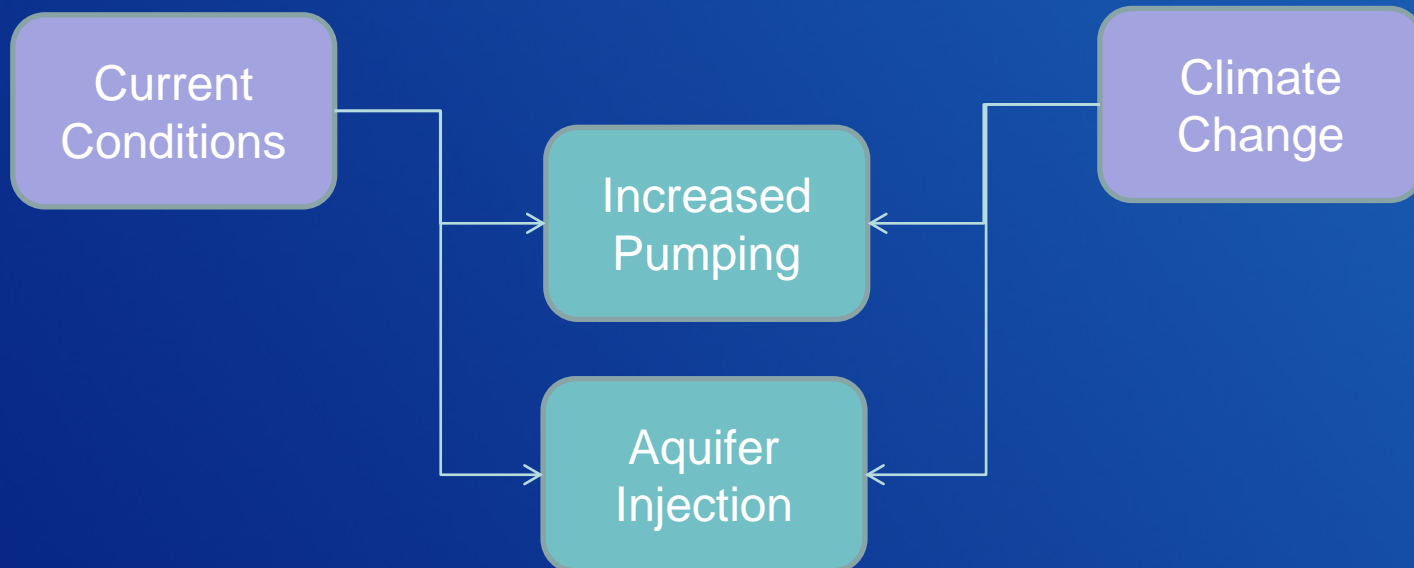 Current
Conditions
Climate
Change
Increased
Pumping
Aquifer
Injection